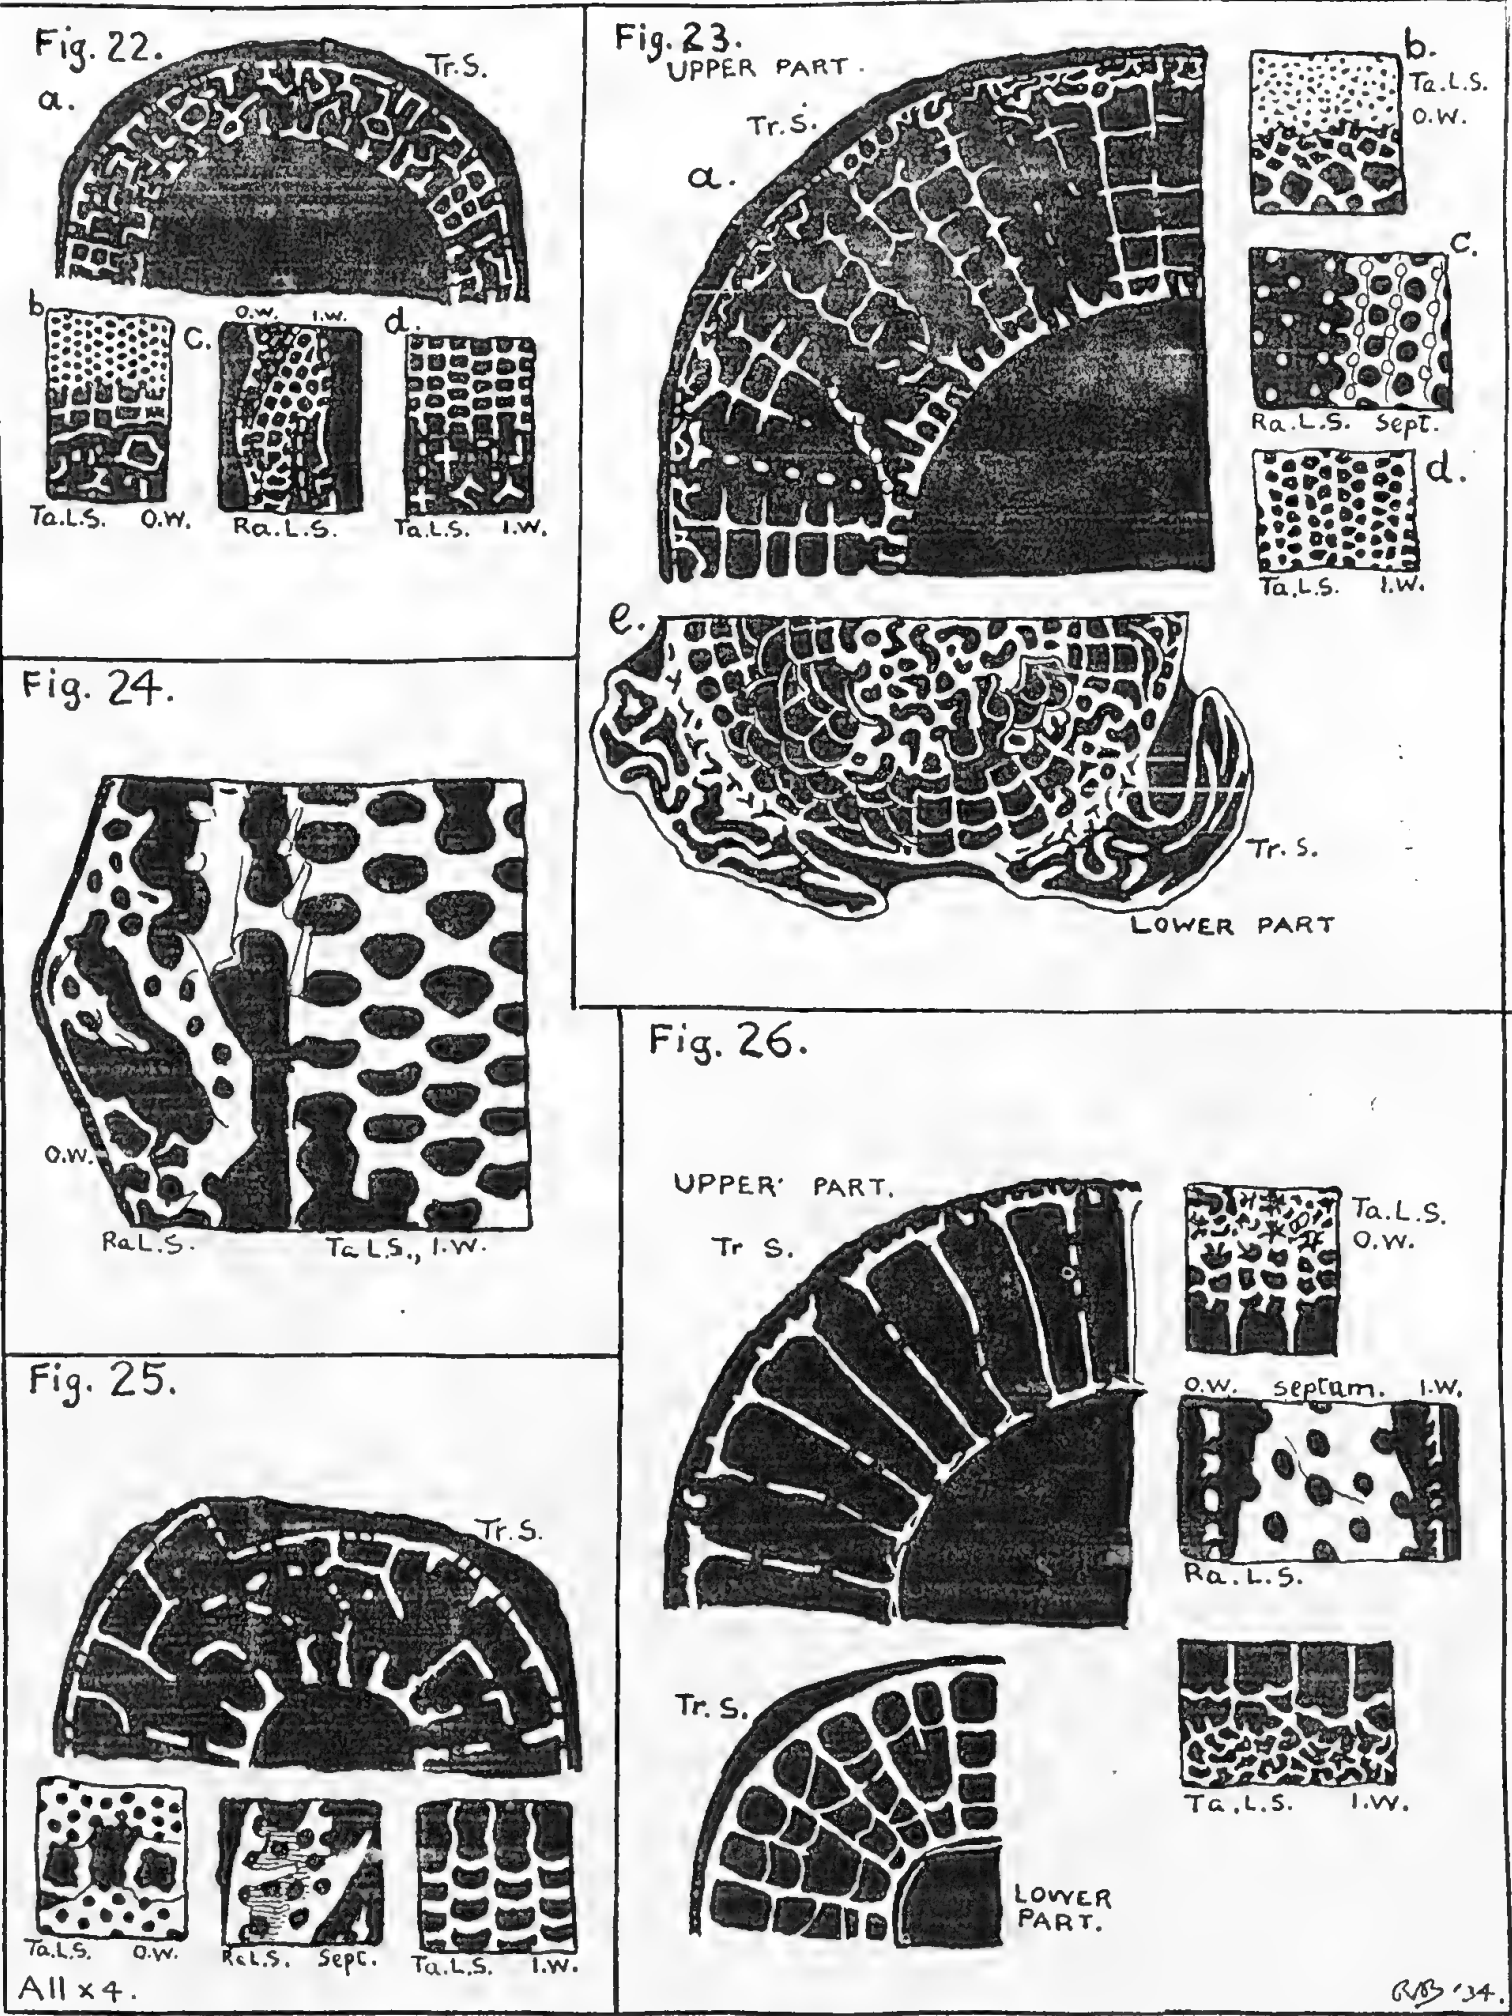 Fig. 22.
Tr. S.
a.
b
O.W. I.W.
c.
d.
Ta.L.S. O.W.
Ra.L.S.
Ta.L.S. I.W.
Fig. 23.
UPPER PART.
Tr. S.
a.
b.
Ta.L.S.
O.W.
c.
Ra.L.S. Sept.
d.
Ta.L.S. I.W.
e.
Tr. S.
LOWER PART
Fig. 24.
O.W.
Ra L.S.
Ta L.S., I.W.
Fig. 25.
Tr. S.
Ta.L.S. O.W.
Ra L.S. Sept.
Ta.L.S. I.W.
All x 4.
Fig. 26.
UPPER PART.
Tr S.
Ta.L.S.
O.W.
O.W. septum. I.W.
Ra.L.S.
Ta.L.S. I.W.
Tr. S.
LOWER
PART.
'34.